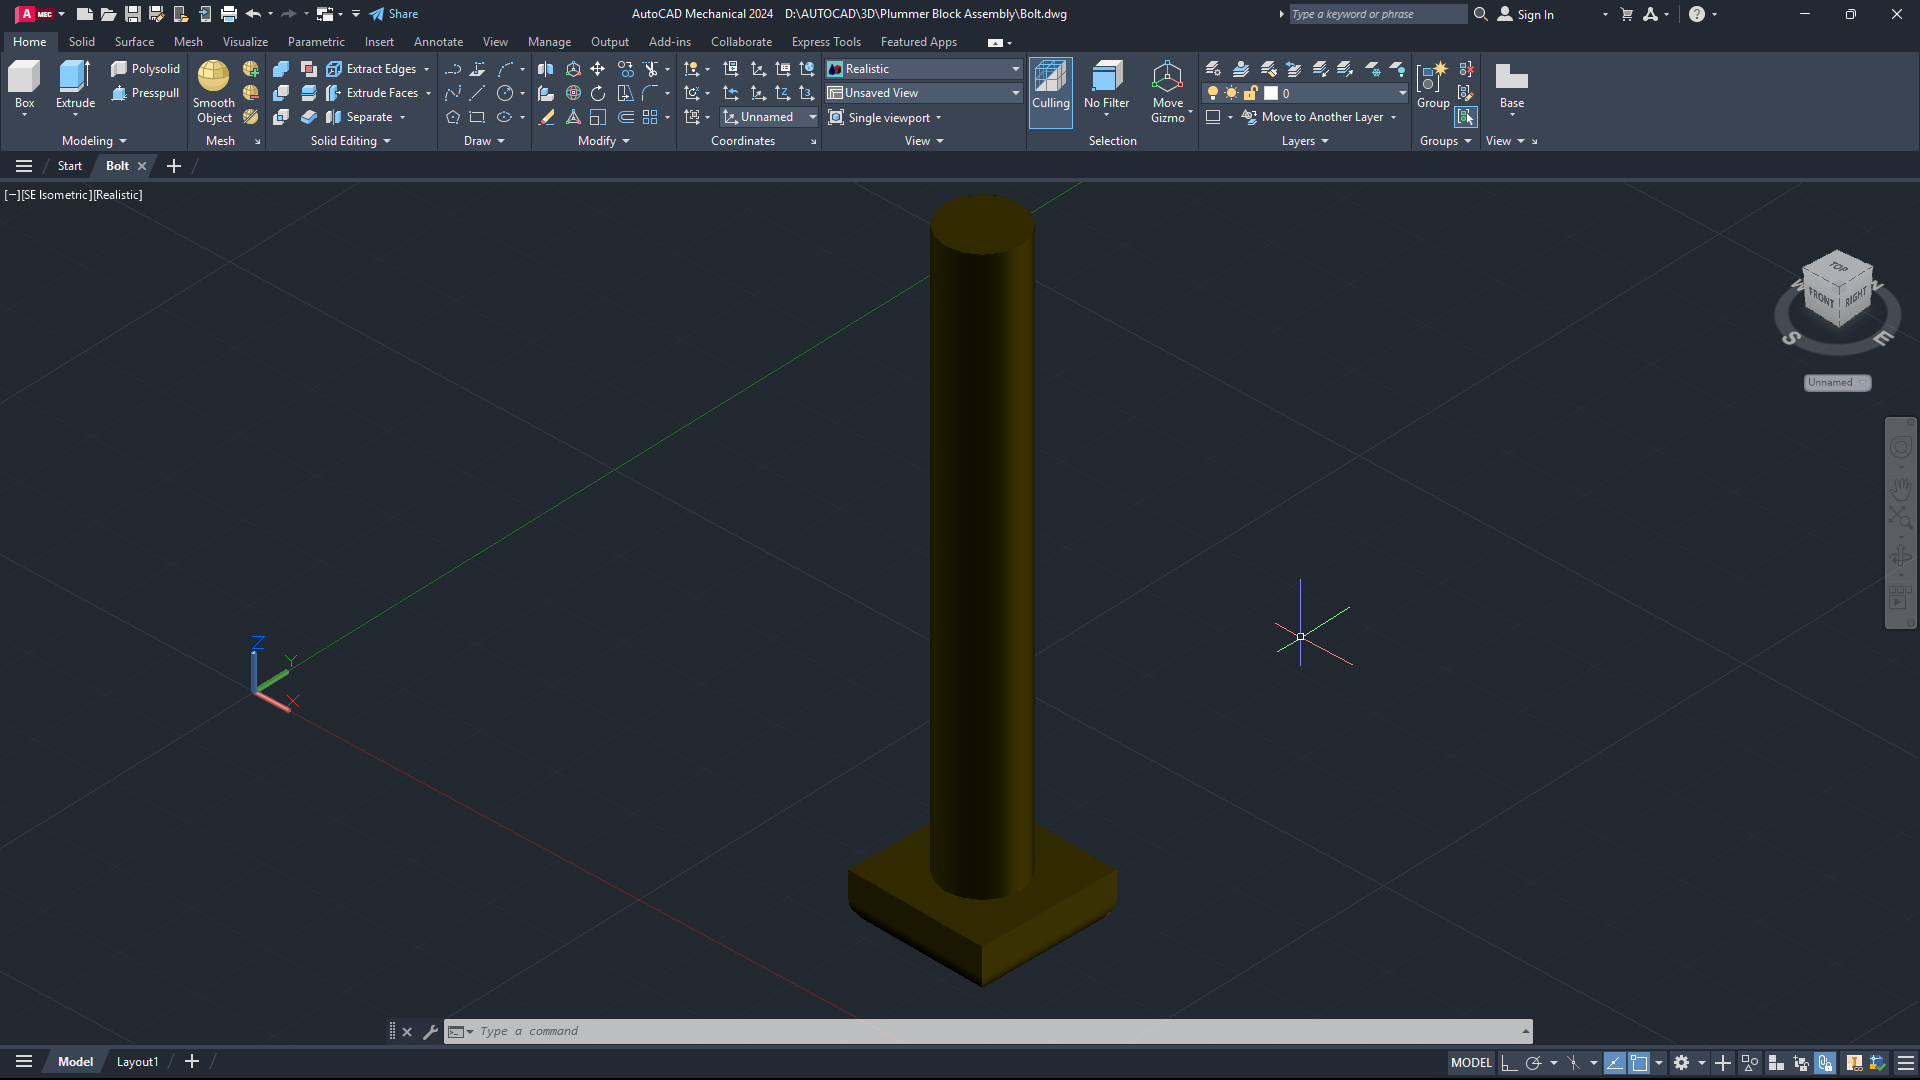 A MEC Share AutoCAD Mechanical 2024 D:\AUTOCAD\3D\Plummer Block Assembly\Bolt.dwg Type a keyword or phrase Sign In
Home Solid Surface Mesh Visualize Parametric Insert Annotate View Manage Output Add-ins Collaborate Express Tools Featured Apps
Polysolid Extract Edges Realistic
Presspull Extrude Faces Unsaved View 0
Box Extrude Smooth Object Separate Unnamed Single viewport Culling No Filter Move Gizmo Move to Another Layer Group Base
Modeling Mesh Solid Editing Draw Modify Coordinates View Selection Layers Groups View
Start Bolt
[−][SE Isometric][Realistic]
TOP
W N
FRONT RIGHT
S E
Unnamed
Z
Y
X
Type a command
Model Layout1 MODEL